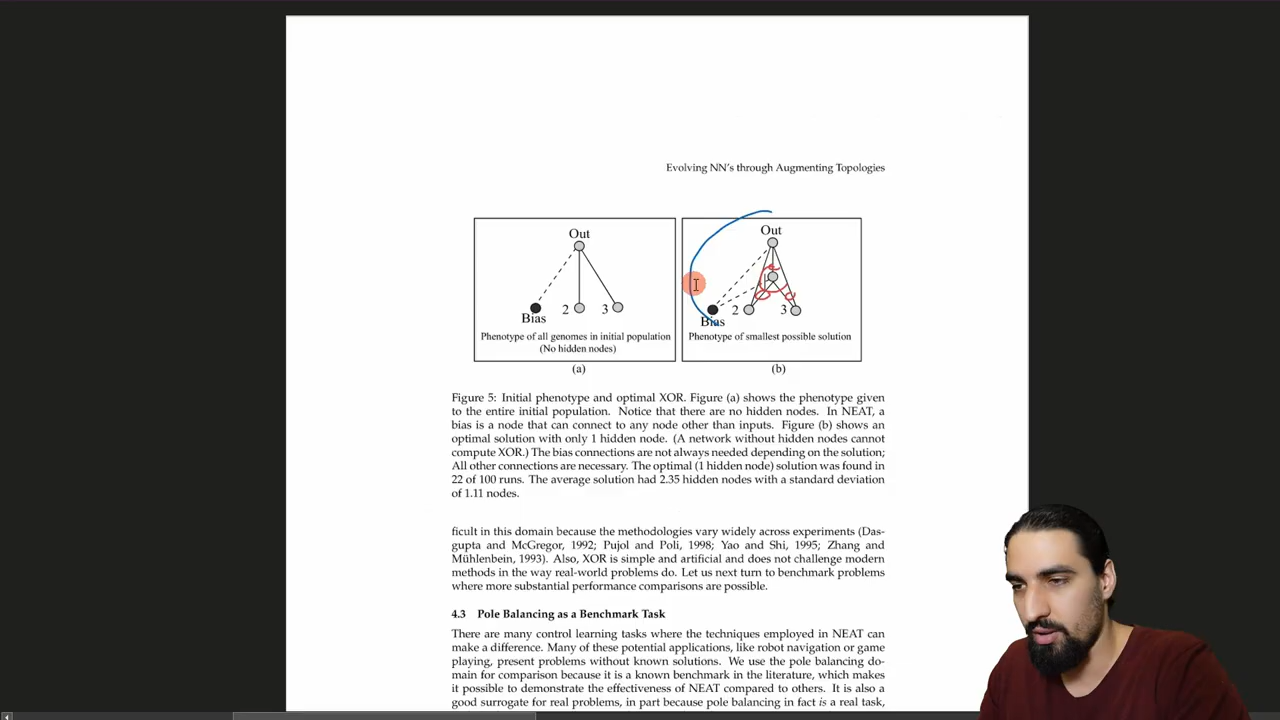 Evolving NN's through Augmenting Topologies
Out
Bias
2
3
Phenotype of all genomes in initial population
(No hidden nodes)
(a)
Out
Bias
2
3
Phenotype of smallest possible solution
(b)
Figure 5: Initial phenotype and optimal XOR. Figure (a) shows the phenotype given
to the entire initial population. Notice that there are no hidden nodes. In NEAT, a
bias is a node that can connect to any node other than inputs. Figure (b) shows an
optimal solution with only 1 hidden node. (A network without hidden nodes cannot
compute XOR.) The bias connections are not always needed depending on the solution;
All other connections are necessary. The optimal (1 hidden node) solution was found in
22 of 100 runs. The average solution had 2.35 hidden nodes with a standard deviation
of 1.11 nodes.
ficult in this domain because the methodologies vary widely across experiments (Das-
gupta and McGregor, 1992; Pujol and Poli, 1998; Yao and Shi, 1995; Zhang and
Mühlenbein, 1993). Also, XOR is simple and artificial and does not challenge modern
methods in the way real-world problems do. Let us next turn to benchmark problems
where more substantial performance comparisons are possible.
4.3 Pole Balancing as a Benchmark Task
There are many control learning tasks where the techniques employed in NEAT can
make a difference. Many of these potential applications, like robot navigation or game
playing, present problems without known solutions. We use the pole balancing do-
main for comparison because it is a known benchmark in the literature, which makes
it possible to demonstrate the effectiveness of NEAT compared to others. It is also a
good surrogate for real problems, in part because pole balancing in fact is a real task,